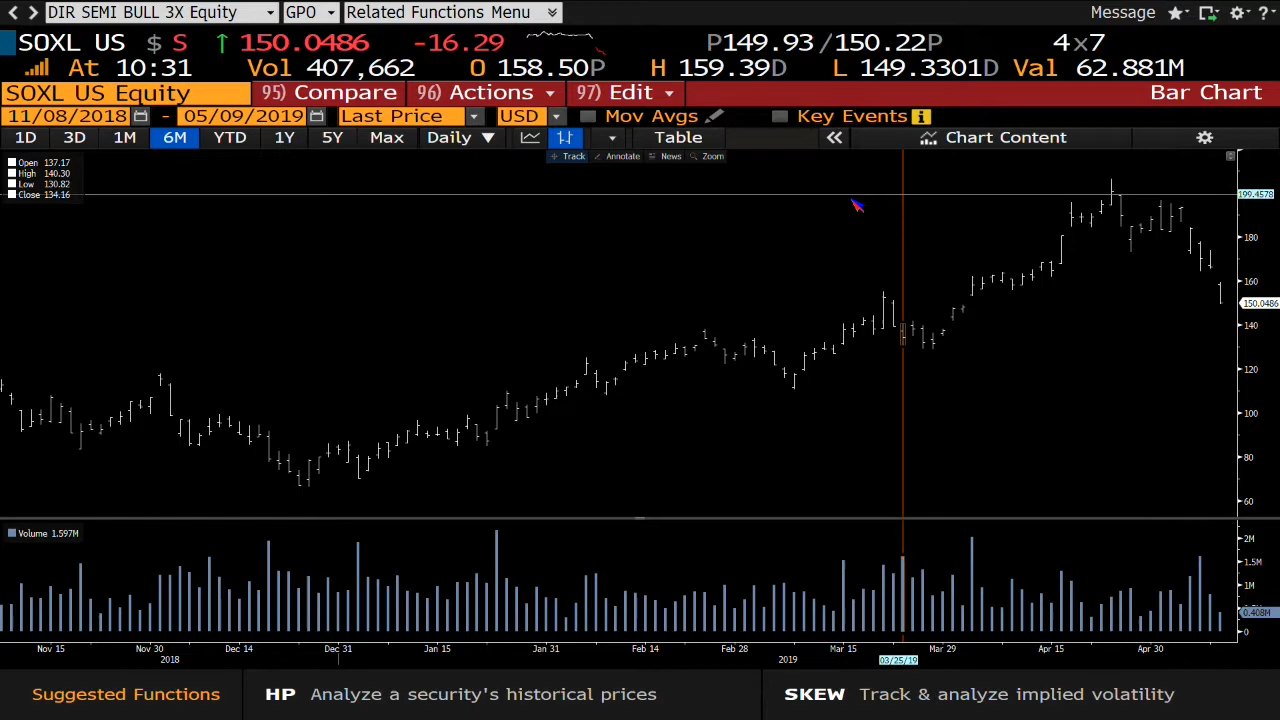 DIR SEMI BULL 3X Equity GPO Related Functions Menu Message ?
SOXL US $ S ↑ 150.0486 -16.29 P149.93 /150.22P 4x7
At 10:31 Vol 407,662 O 158.50P H 159.39D L 149.3301D Val 62.881M
SOXL US Equity 95) Compare 96) Actions 97) Edit Bar Chart
11/08/2018 - 05/09/2019 Last Price USD Mov Avgs Key Events i
1D 3D 1M 6M YTD 1Y 5Y Max Daily ▼ Table « Chart Content
Track Annotate News Zoom
Open 137.17
High 140.30
Low 130.82
Close 134.16
199.4578
180
160
150.0486
140
120
100
80
60
Volume 1.597M
2M
1.5M
1M
0.408M
0
Nov 15 Nov 30 Dec 14 Dec 31 Jan 15 Jan 31 Feb 14 Feb 28 Mar 15 Mar 29 Apr 15 Apr 30
2018 2019 03/25/19
Suggested Functions HP Analyze a security's historical prices SKEW Track & analyze implied volatility